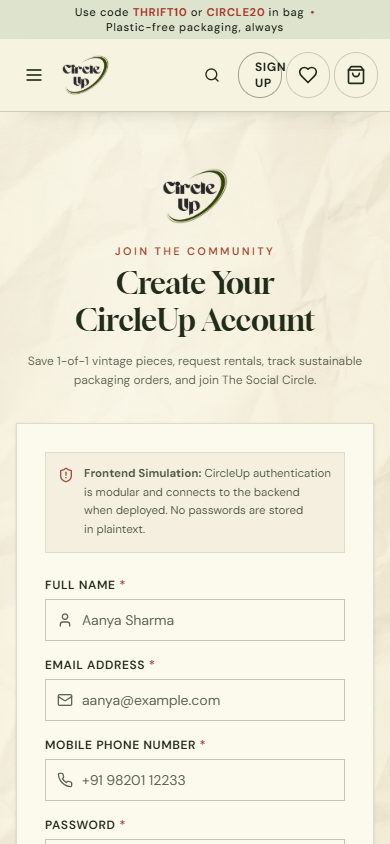 Use code THRIFT10 or CIRCLE20 in bag •
Plastic-free packaging, always
Circle
Up
SIGN
UP
Circle
Up
JOIN THE COMMUNITY
Create Your
CircleUp Account
Save 1-of-1 vintage pieces, request rentals, track sustainable
packaging orders, and join The Social Circle.
Frontend Simulation: CircleUp authentication
is modular and connects to the backend
when deployed. No passwords are stored
in plaintext.
FULL NAME *
Aanya Sharma
EMAIL ADDRESS *
aanya@example.com
MOBILE PHONE NUMBER *
+91 98201 12233
PASSWORD *